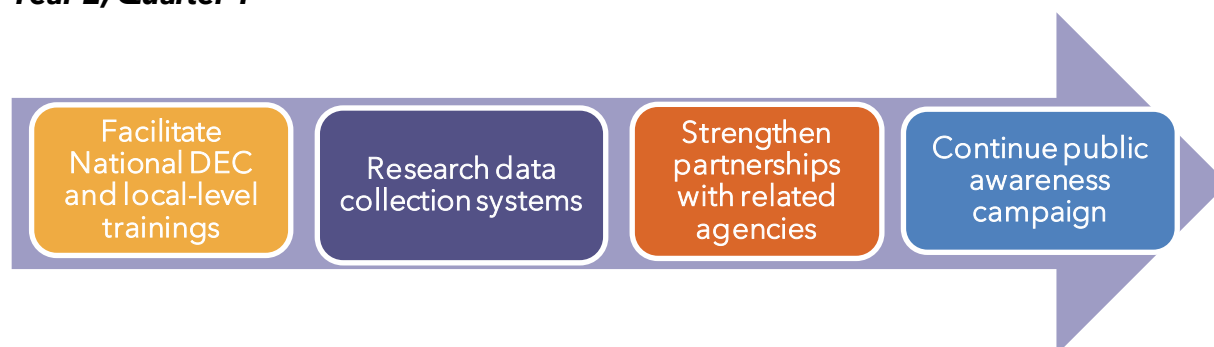 Year 2, Quarter 1
Facilitate
National DEC
and local-level
trainings
Research data
collection systems
Strengthen
partnerships
with related
agencies
Continue public
awareness
campaign